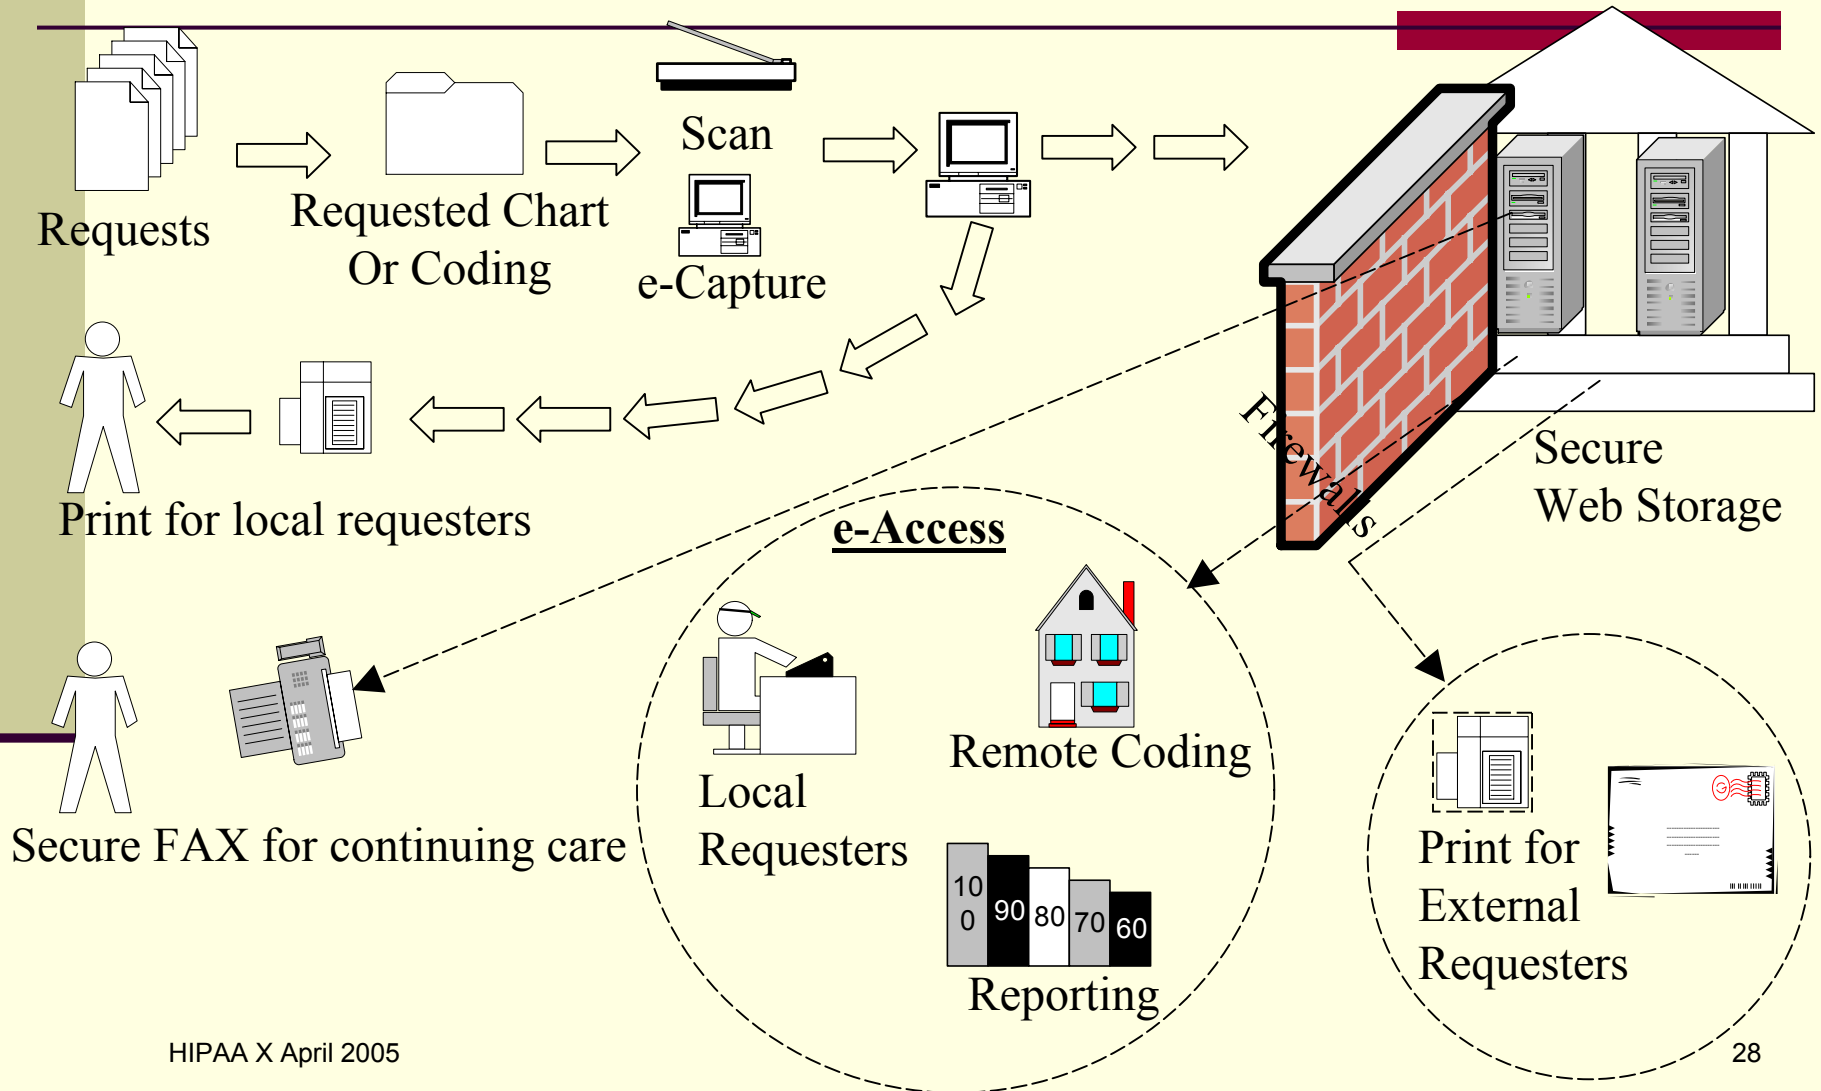 Requests
Requested Chart
Or Coding
Scan
e-Capture
Firewalls
Secure
Web Storage
Print for local requesters
e-Access
Secure FAX for continuing care
Local
Requesters
Remote Coding
10
0
90
80
70
60
Reporting
Print for
External
Requesters
HIPAA X April 2005
28